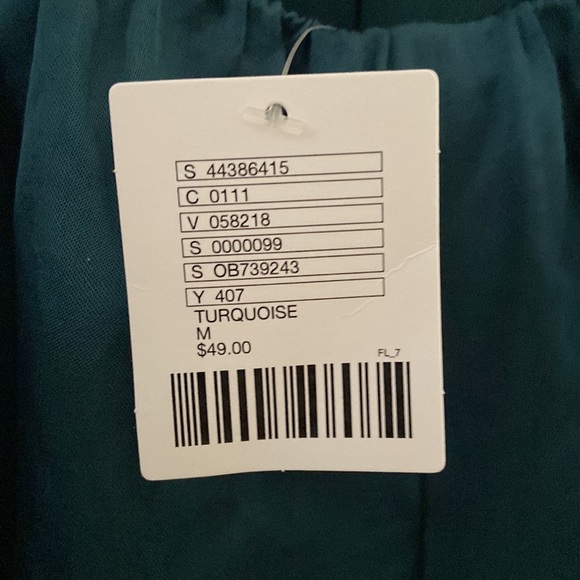 S 44386415
C 0111
V 058218
S 0000099
S OB739243
Y 407
TURQUOISE
M
$49.00
FL_7